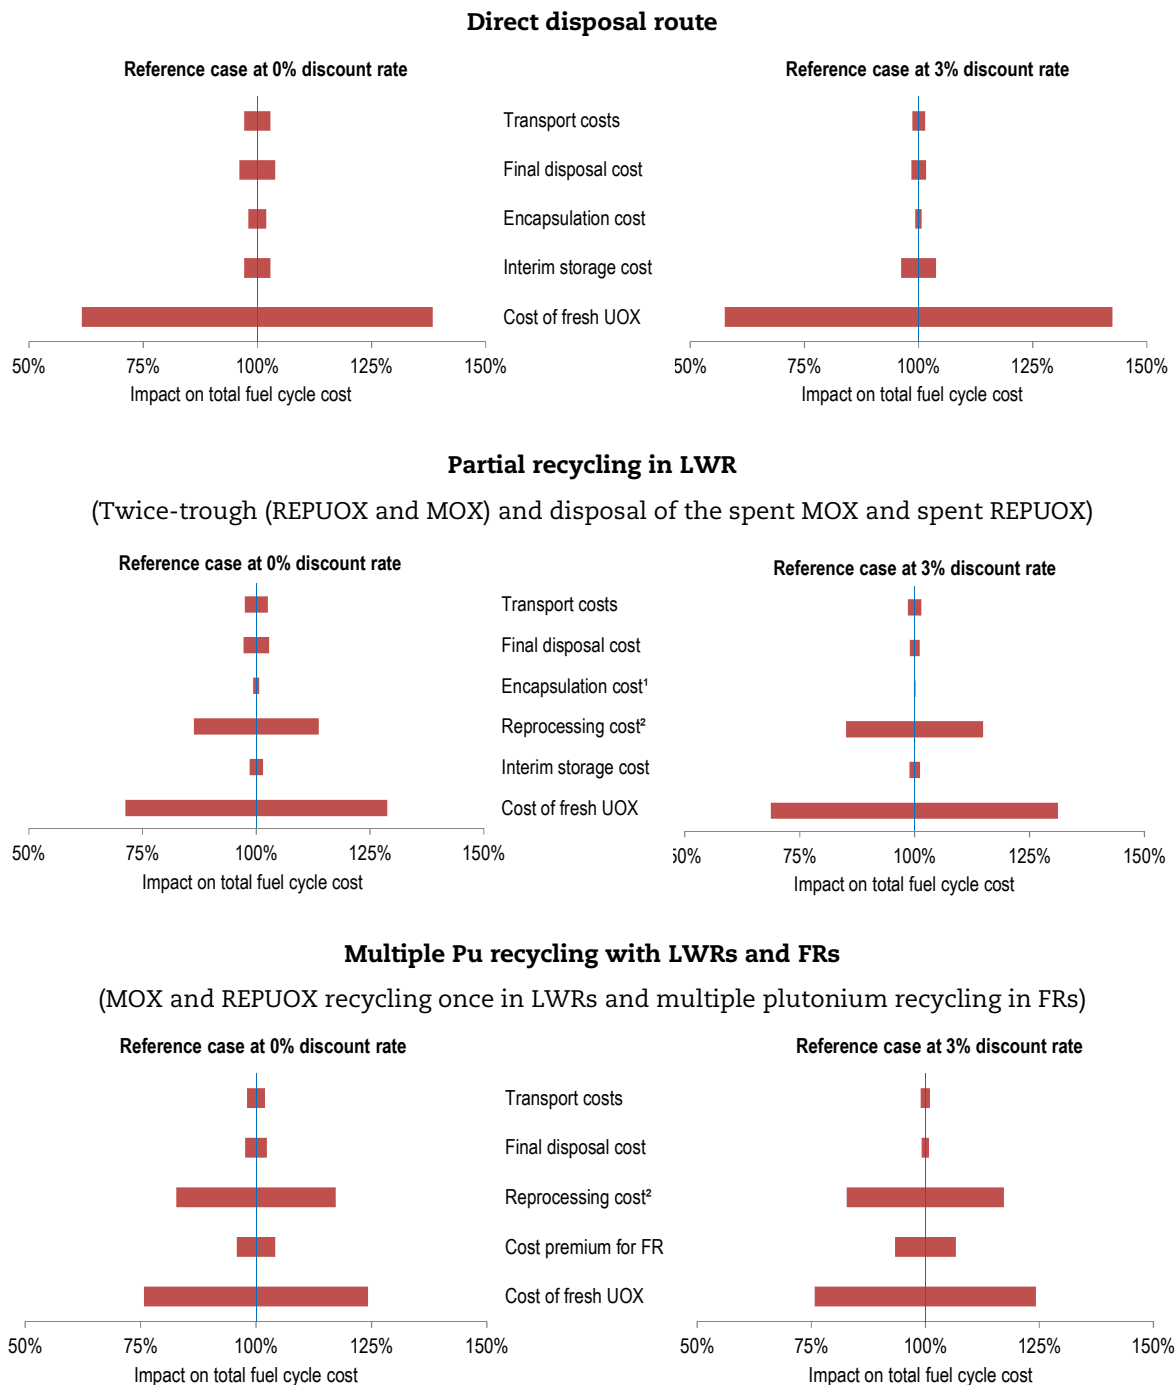 Direct disposal route
Reference case at 0% discount rate
Reference case at 3% discount rate
Transport costs
Final disposal cost
Encapsulation cost
Interim storage cost
Cost of fresh UOX
50% 75% 100% 125% 150%
50% 75% 100% 125% 150%
Impact on total fuel cycle cost
Impact on total fuel cycle cost
Partial recycling in LWR
(Twice-trough (REPUOX and MOX) and disposal of the spent MOX and spent REPUOX)
Reference case at 0% discount rate
Reference case at 3% discount rate
Transport costs
Final disposal cost
Encapsulation cost¹
Reprocessing cost²
Interim storage cost
Cost of fresh UOX
50% 75% 100% 125% 150%
50% 75% 100% 125% 150%
Impact on total fuel cycle cost
Impact on total fuel cycle cost
Multiple Pu recycling with LWRs and FRs
(MOX and REPUOX recycling once in LWRs and multiple plutonium recycling in FRs)
Reference case at 0% discount rate
Reference case at 3% discount rate
Transport costs
Final disposal cost
Reprocessing cost²
Cost premium for FR
Cost of fresh UOX
50% 75% 100% 125% 150%
50% 75% 100% 125% 150%
Impact on total fuel cycle cost
Impact on total fuel cycle cost